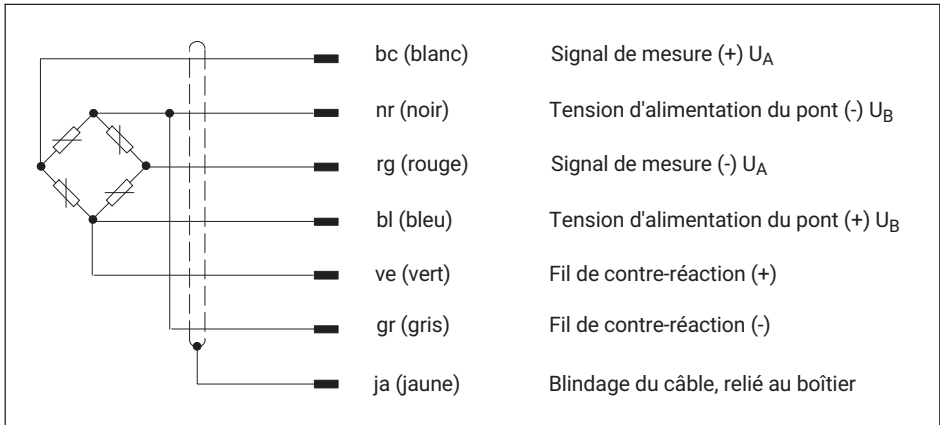 bc (blanc) Signal de mesure (+) UA
nr (noir) Tension d'alimentation du pont (-) UB
rg (rouge) Signal de mesure (-) UA
bl (bleu) Tension d'alimentation du pont (+) UB
ve (vert) Fil de contre-réaction (+)
gr (gris) Fil de contre-réaction (-)
ja (jaune) Blindage du câble, relié au boîtier